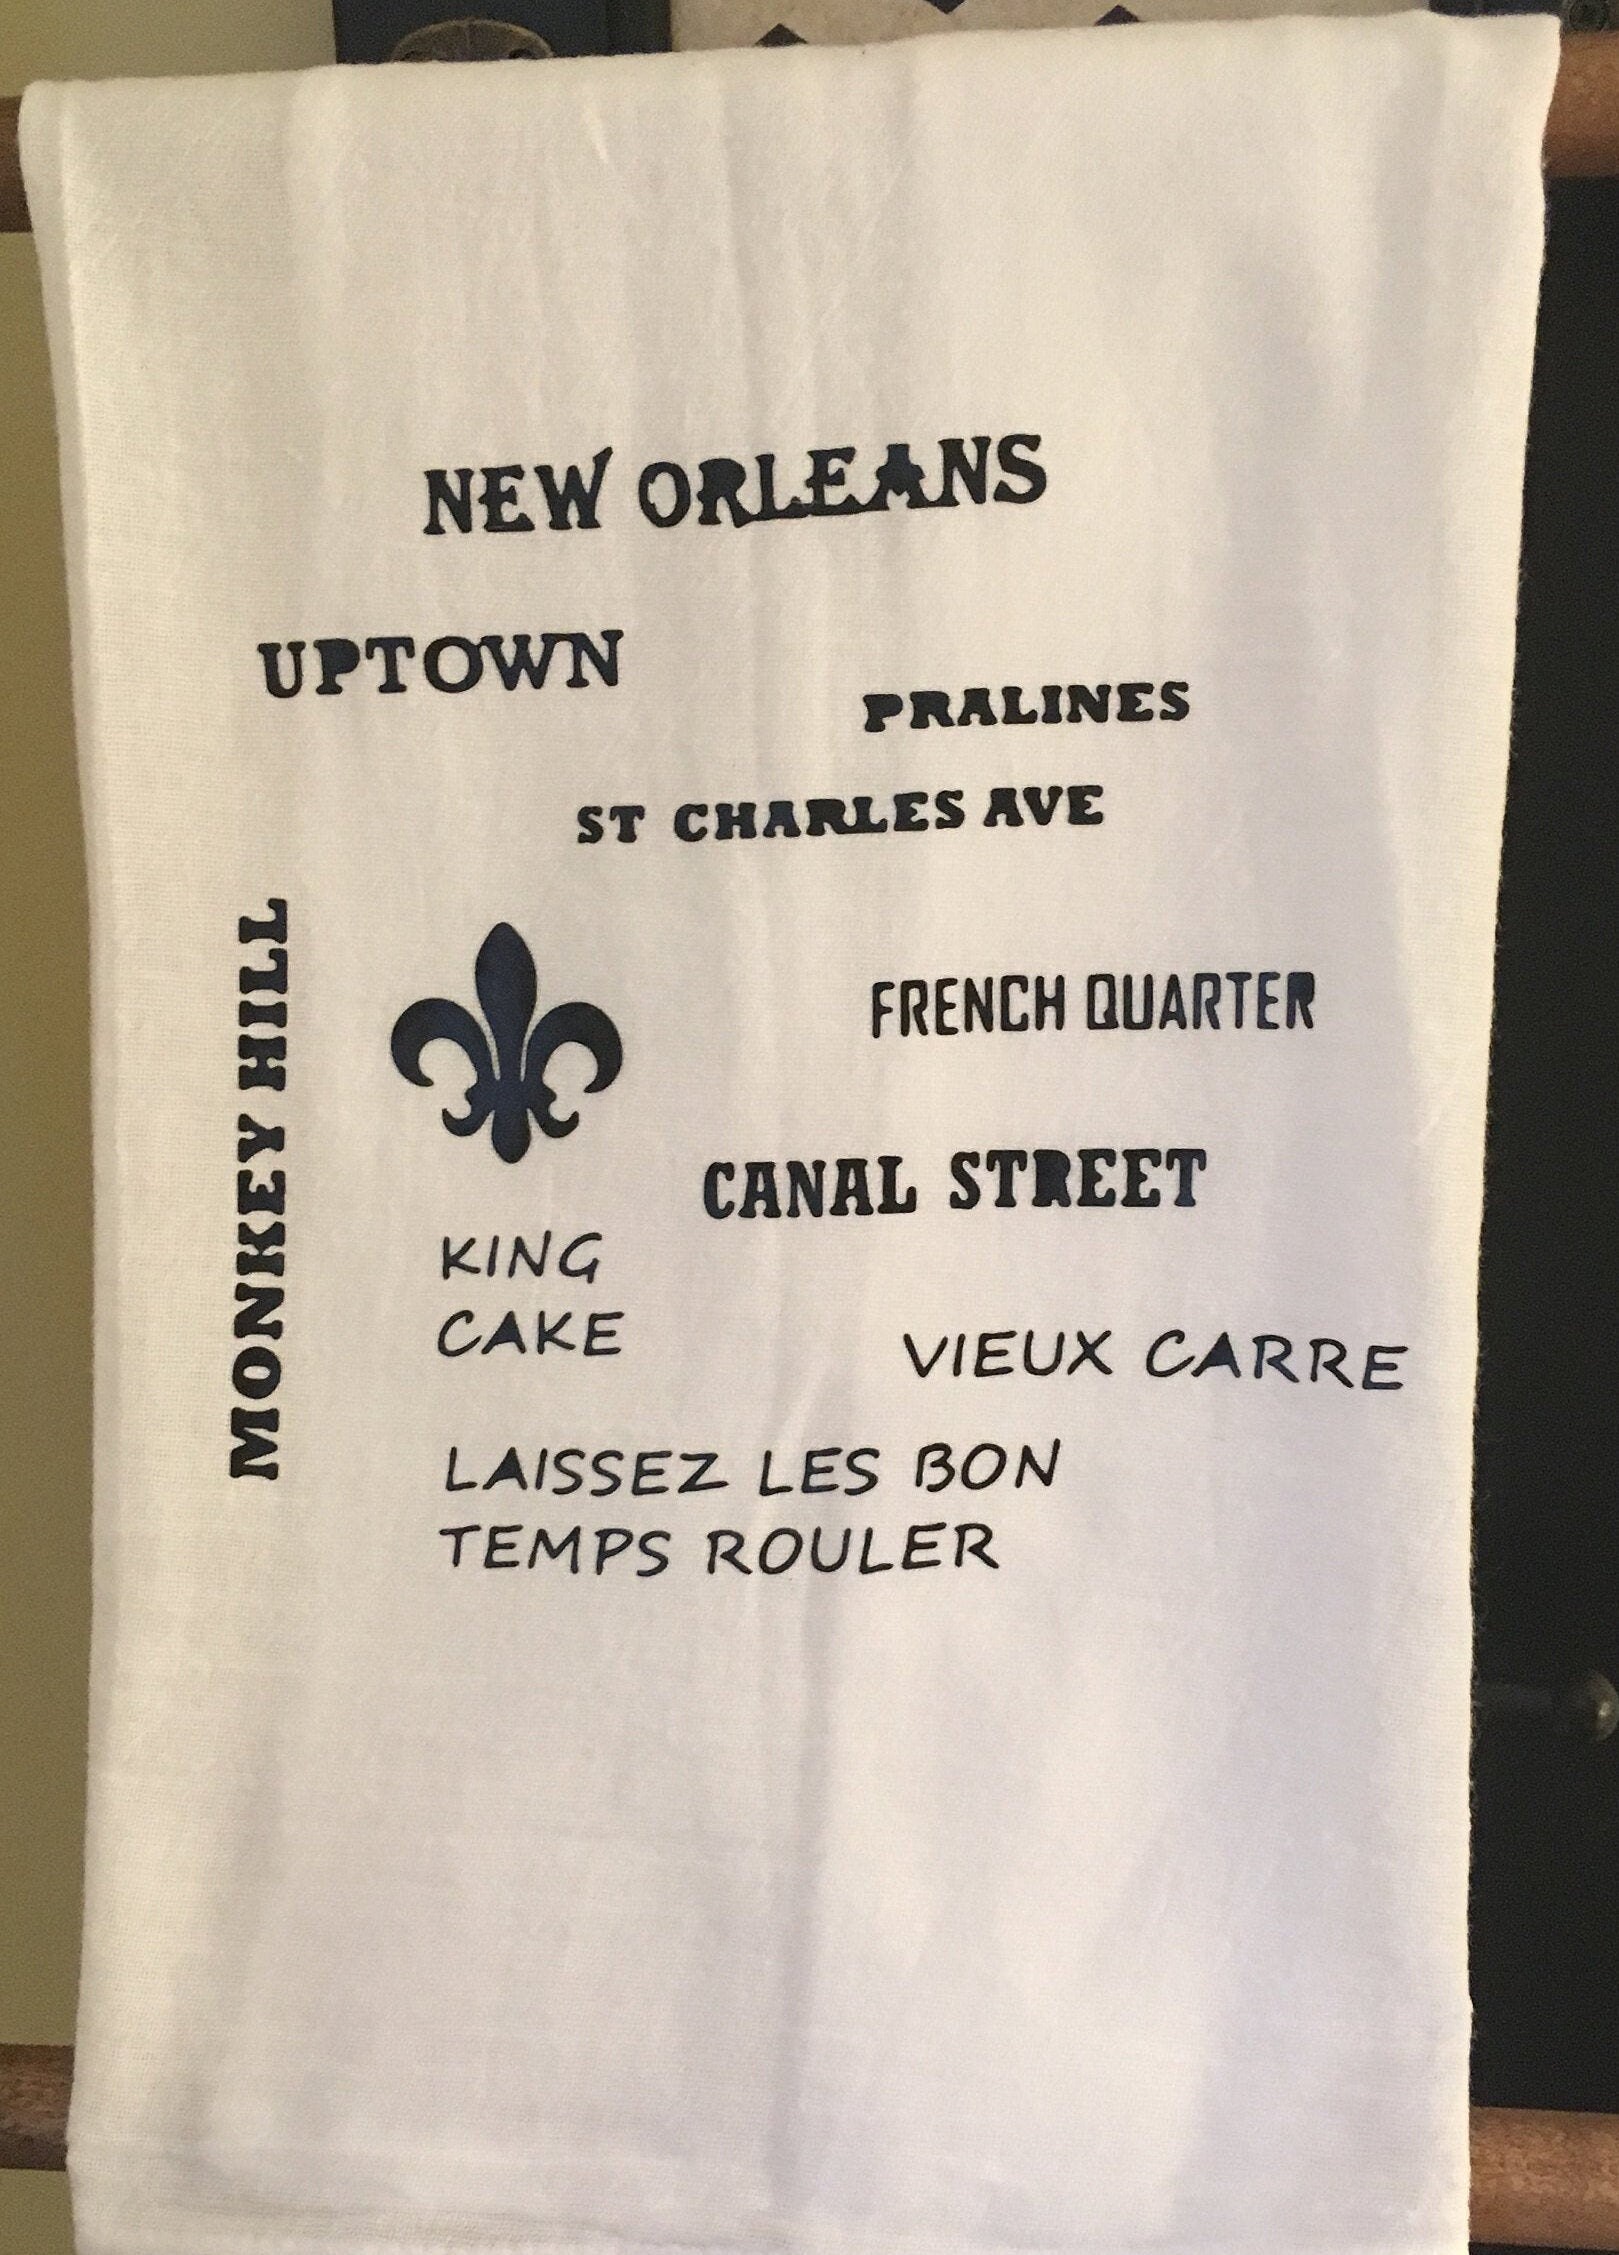 NEW ORLEANS
UPTOWN
PRALINES
ST CHARLES AVE
MONKEY HILL
FRENCH QUARTER
CANAL STREET
KING
CAKE
VIEUX CARRE
LAISSEZ LES BON
TEMPS ROULER